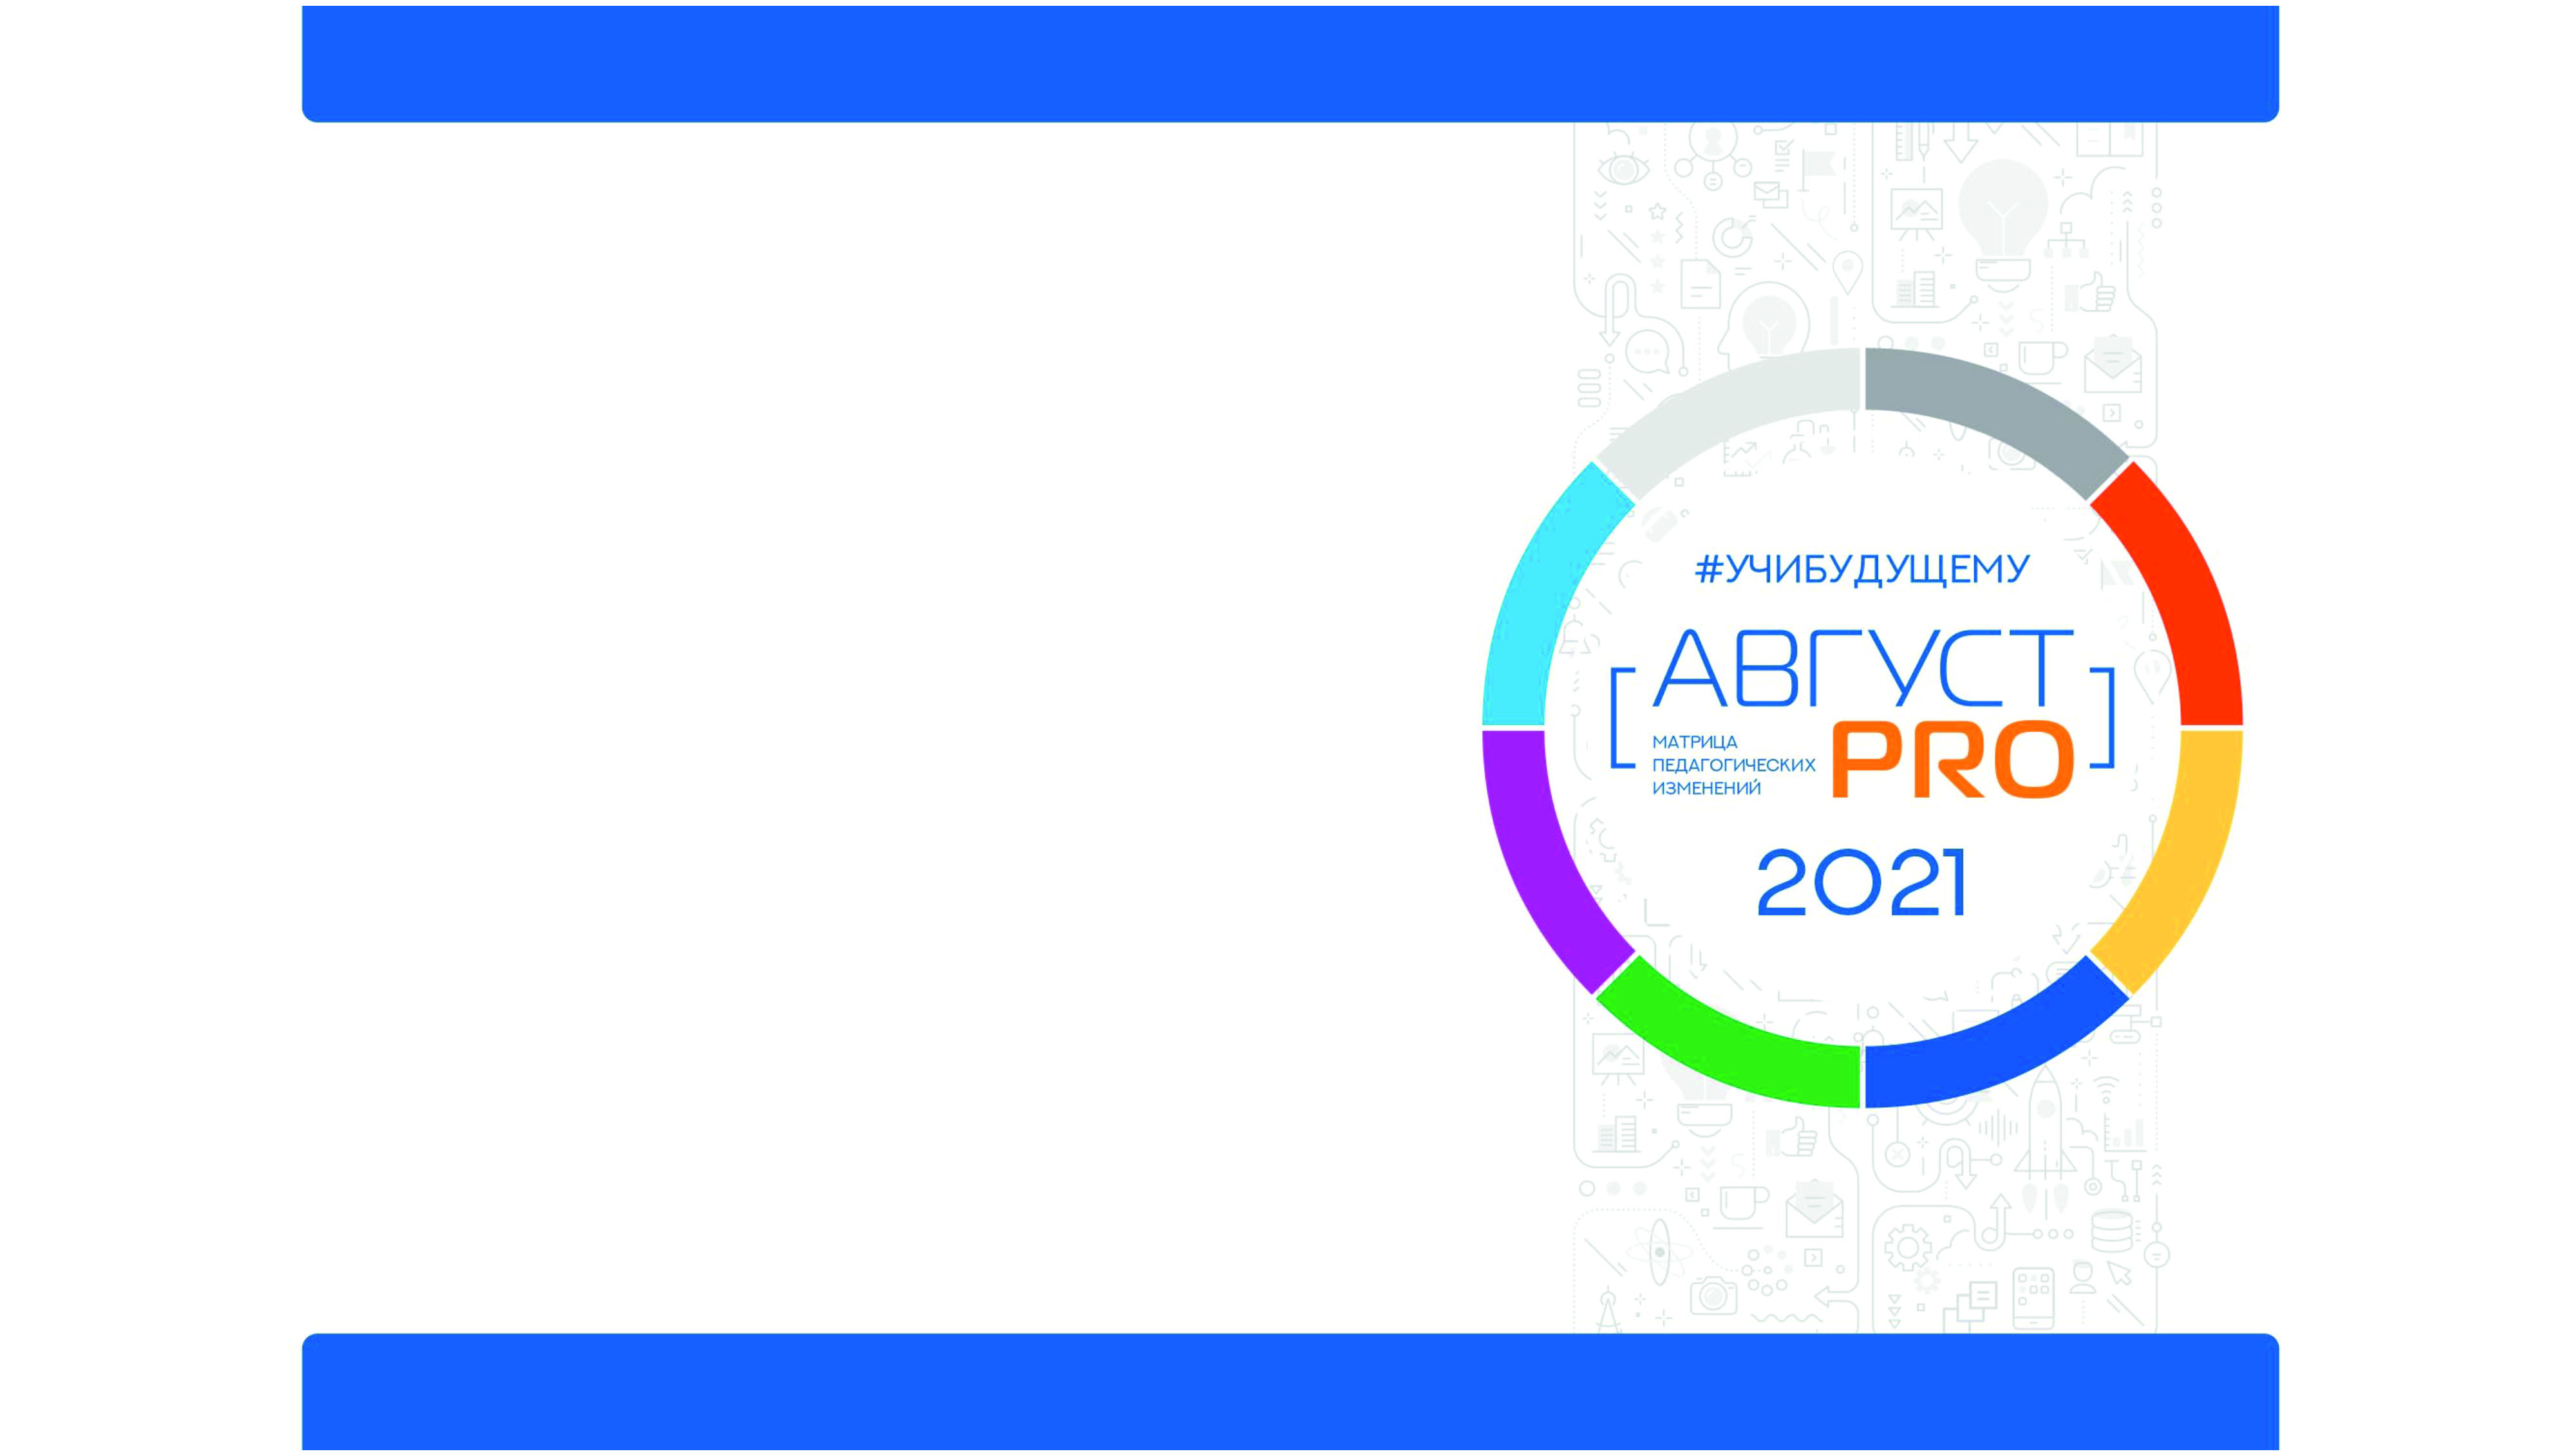 #УЧИБУДУЩЕМУ
[АВГУСТ
МАТРИЦА
ПЕДАГОГИЧЕСКИХ
ИЗМЕНЕНИЙ
PRO]
2021